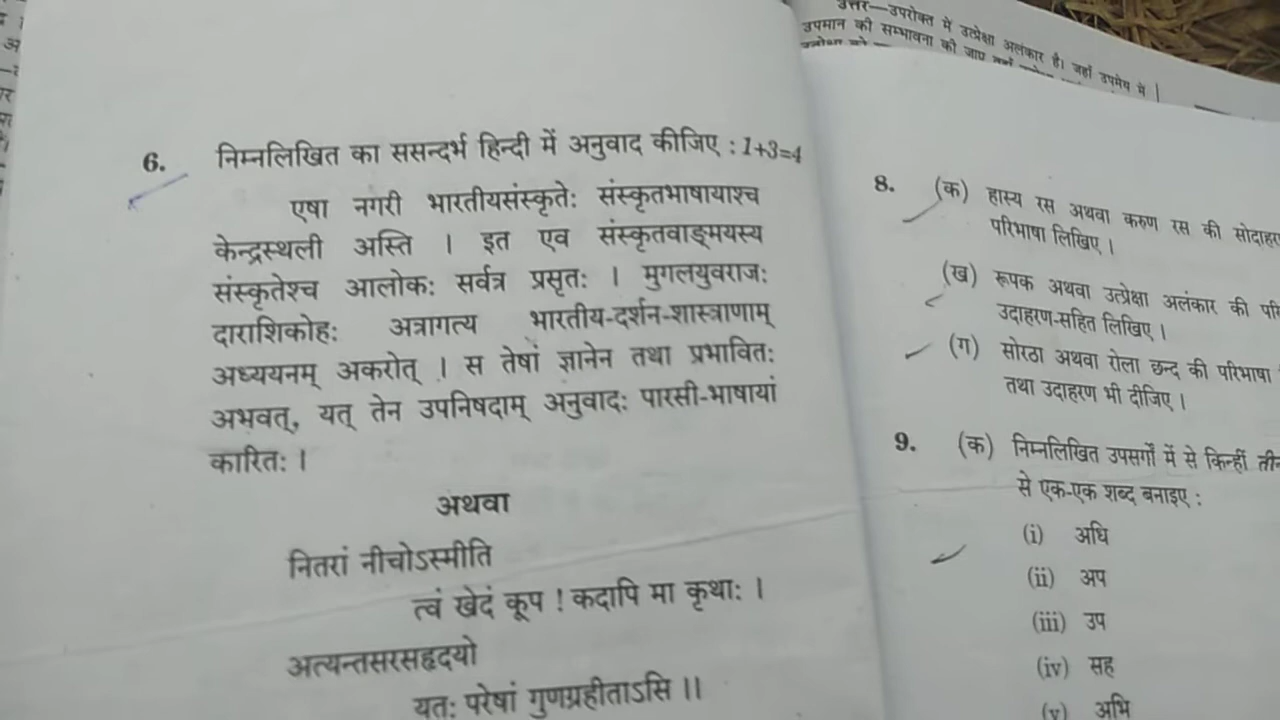 उत्तर—उपरोक्त में उत्प्रेक्षा अलंकार है। जहाँ उपमेय में
उपमान की सम्भावना की जाए
6. निम्नलिखित का ससन्दर्भ हिन्दी में अनुवाद कीजिए : 1+3=4
एषा नगरी भारतीयसंस्कृतेः संस्कृतभाषायाश्च
केन्द्रस्थली अस्ति । इत एव संस्कृतवाङ्मयस्य
संस्कृतेश्च आलोकः सर्वत्र प्रसृतः । मुगलयुवराजः
दाराशिकोहः अत्रागत्य भारतीय-दर्शन-शास्त्राणाम्
अध्ययनम् अकरोत् । स तेषां ज्ञानेन तथा प्रभावितः
अभवत्, यत् तेन उपनिषदाम् अनुवादः पारसी-भाषायां
कारितः ।
अथवा
नितरां नीचोऽस्मीति
त्वं खेदं कूप ! कदापि मा कृथाः ।
अत्यन्तसरसहृदयो
यतः परेषां गुणग्रहीताऽसि ।।
8. (क) हास्य रस अथवा करुण रस की
परिभाषा लिखिए ।
(ख) रूपक अथवा उत्प्रेक्षा अलंकार की
उदाहरण-सहित लिखिए ।
(ग) सोरठा अथवा रोला छन्द की परिभाषा
तथा उदाहरण भी दीजिए ।
9. (क) निम्नलिखित उपसर्गों में से किन्हीं तीन
से एक-एक शब्द बनाइए :
(i) अधि
(ii) अप
(iii) उप
(iv) सह
(v) अभि